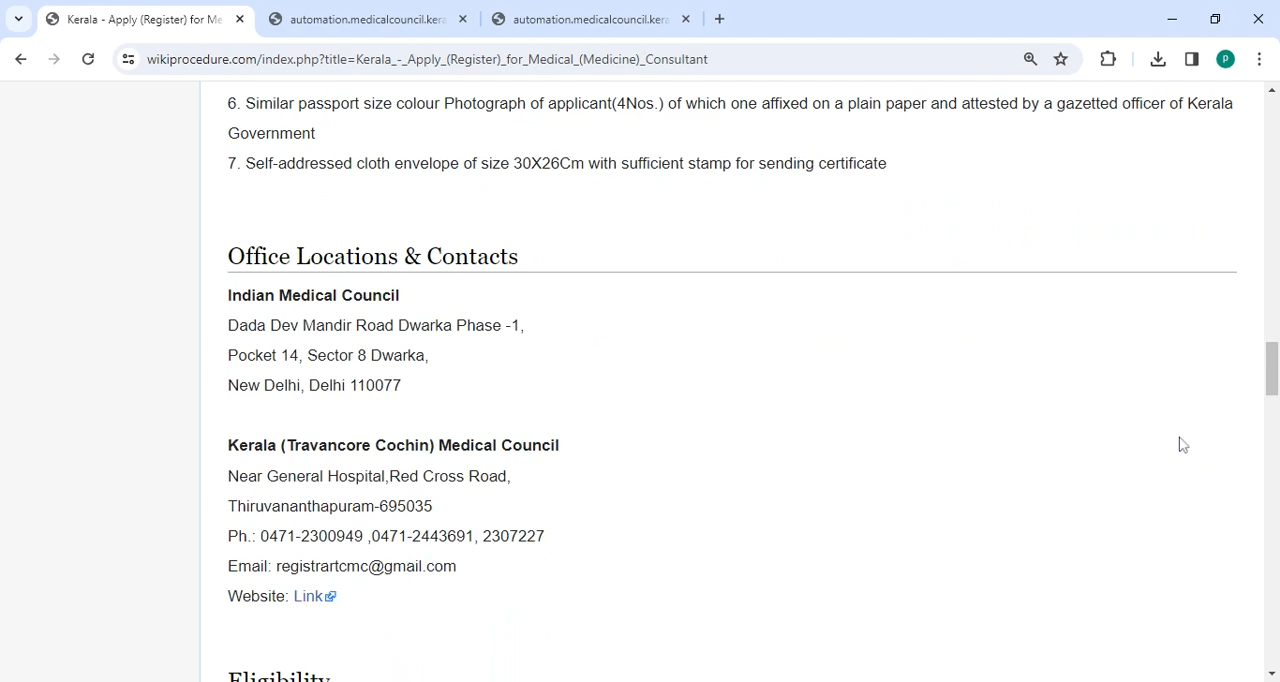 Kerala - Apply (Register) for Me
automation.medicalcouncil.kera
automation.medicalcouncil.kera
wikiprocedure.com/index.php?title=Kerala_-_Apply_(Register)_for_Medical_(Medicine)_Consultant
P
6. Similar passport size colour Photograph of applicant(4Nos.) of which one affixed on a plain paper and attested by a gazetted officer of Kerala
Government
7. Self-addressed cloth envelope of size 30X26Cm with sufficient stamp for sending certificate
Office Locations & Contacts
Indian Medical Council
Dada Dev Mandir Road Dwarka Phase -1,
Pocket 14, Sector 8 Dwarka,
New Delhi, Delhi 110077
Kerala (Travancore Cochin) Medical Council
Near General Hospital,Red Cross Road,
Thiruvananthapuram-695035
Ph.: 0471-2300949 ,0471-2443691, 2307227
Email: registrartcmc@gmail.com
Website: Link
Eligibility